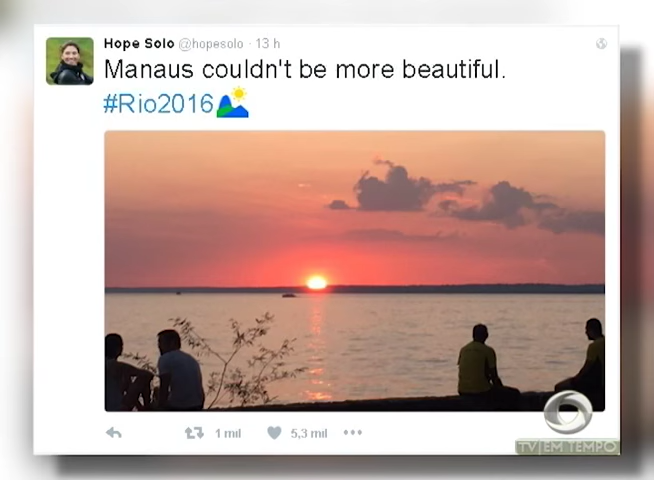 Hope Solo @hopesolo · 13 h
Manaus couldn't be more beautiful.
#Rio2016
1 mil 5,3 mil
TV EM TEMPO